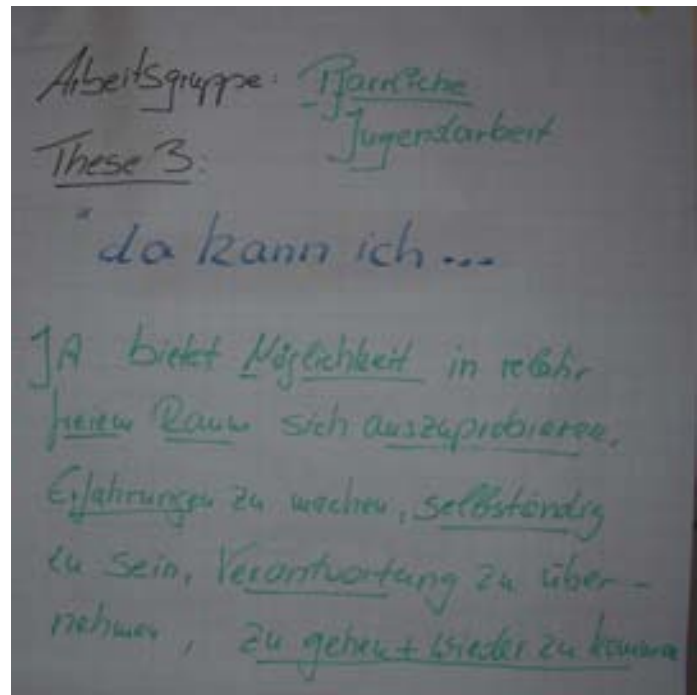 Arbeitsgruppe: Pfarrliche
Jugendarbeit
These 3:
"da kann ich...
JA bietet Möglichkeit in relativ
freiem Raum sich auszuprobieren,
Erfahrungen zu machen, selbständig
zu sein, Verantwortung zu über-
nehmen, zu gehen + wieder zu kommen